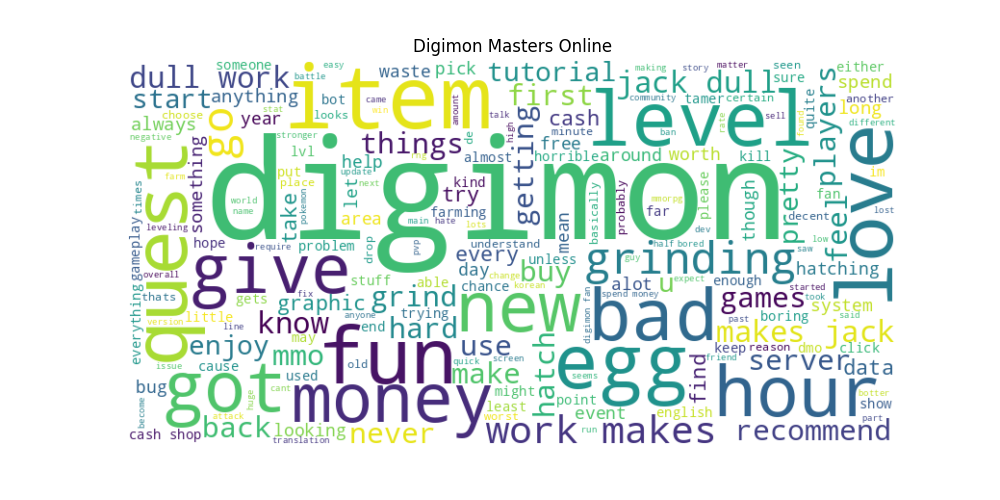 Digimon Masters Online
dull work
someone
easy
waste
pick
tutorial
jack dull
making
story
matter
seen
sure
either
spend
battle
item
start
anything
bot
looks
came
amount
min
talk
first
level
community
tamer
certain
another
long
players
quite
always
choose
negative
go
year
stat
stronger
things
cash
minute
free
high
rate
ban
sell
found
different
love
im
fan
lost
quest
something
farm
lvl
help
rng
update
de
almost
getting
horrible
around
worth
kill
pretty
feel
digimon
put
place
let
next
kind
try
farming
far
mmorpg
please
dev
though
decent
low
saw
world
name
pokemon
take
area
main
hate
lots
mean
basically
probably
times
leveling
hope
require
problem
drop
pvp
understand
every
unless
half
bored
guy
grinding
enough
hatching
everything
gameplay
overall
give
stuff
able
day
chance
change
korean
buy
alot
u
expect
started
took
thats
gets
graphic
fix
trying
grind
new
digimon fan
spend money
bad
games
past
said
system
boring
version
little
line
know
anyone
end
hard
makes jack
issue
enjoy
may
mmo
fun
old
use
quick
screen
egg
friend
keep
reason
dmo
click
bug
cause
used
cant
make
seems
hatch
find
server
data
got
huge
money
might
least
point
hour
botter
show
become
attack
back
looking
worst
event
english
part
cash shop
translation
never
work makes
run
recommend